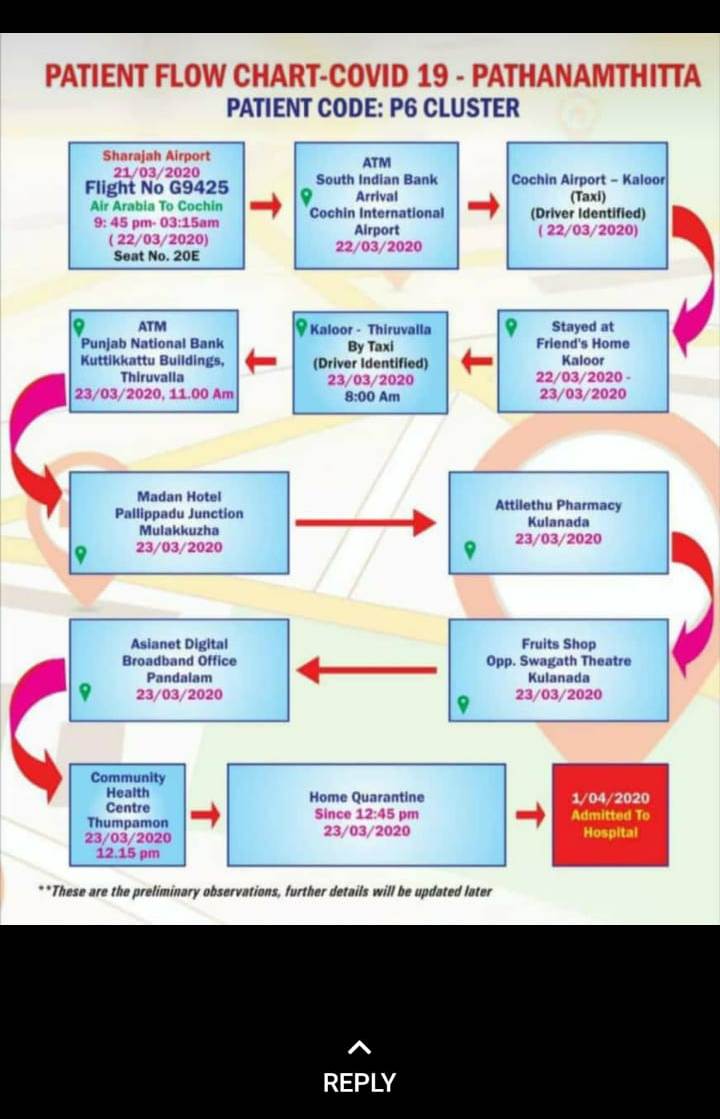 PATIENT FLOW CHART-COVID 19 - PATHANAMTHITTA
PATIENT CODE: P6 CLUSTER
Sharajah Airport
21/03/2020
Flight No G9425
Air Arabia To Cochin
9: 45 pm- 03:15am
( 22/03/2020)
Seat No. 20E
ATM
South Indian Bank
Arrival
Cochin International
Airport
22/03/2020
Cochin Airport – Kaloor
(Taxi)
(Driver Identified)
( 22/03/2020)
Stayed at
Friend's Home
Kaloor
22/03/2020 -
23/03/2020
Kaloor - Thiruvalla
By Taxi
(Driver Identified)
23/03/2020
8:00 Am
ATM
Punjab National Bank
Kuttikkattu Buildings,
Thiruvalla
23/03/2020, 11.00 Am
Madan Hotel
Pallippadu Junction
Mulakkuzha
23/03/2020
Attilethu Pharmacy
Kulanada
23/03/2020
Fruits Shop
Opp. Swagath Theatre
Kulanada
23/03/2020
Asianet Digital
Broadband Office
Pandalam
23/03/2020
Community
Health
Centre
Thumpamon
23/03/2020
12.15 pm
Home Quarantine
Since 12:45 pm
23/03/2020
1/04/2020
Admitted To
Hospital
**These are the preliminary observations, further details will be updated later
REPLY